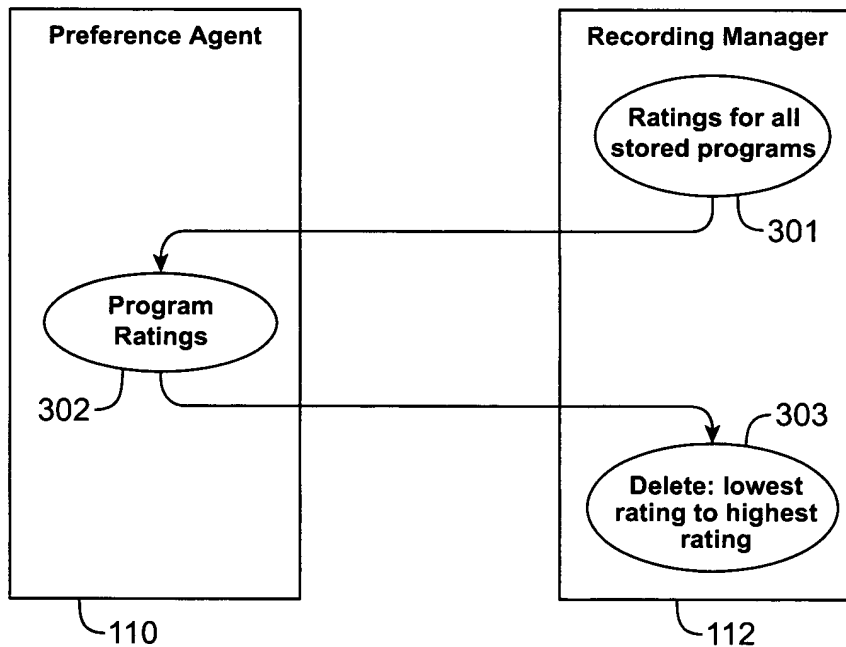 Preference Agent
Recording Manager
Ratings for all
stored programs
301
Program
Ratings
302
303
Delete: lowest
rating to highest
rating
110
112